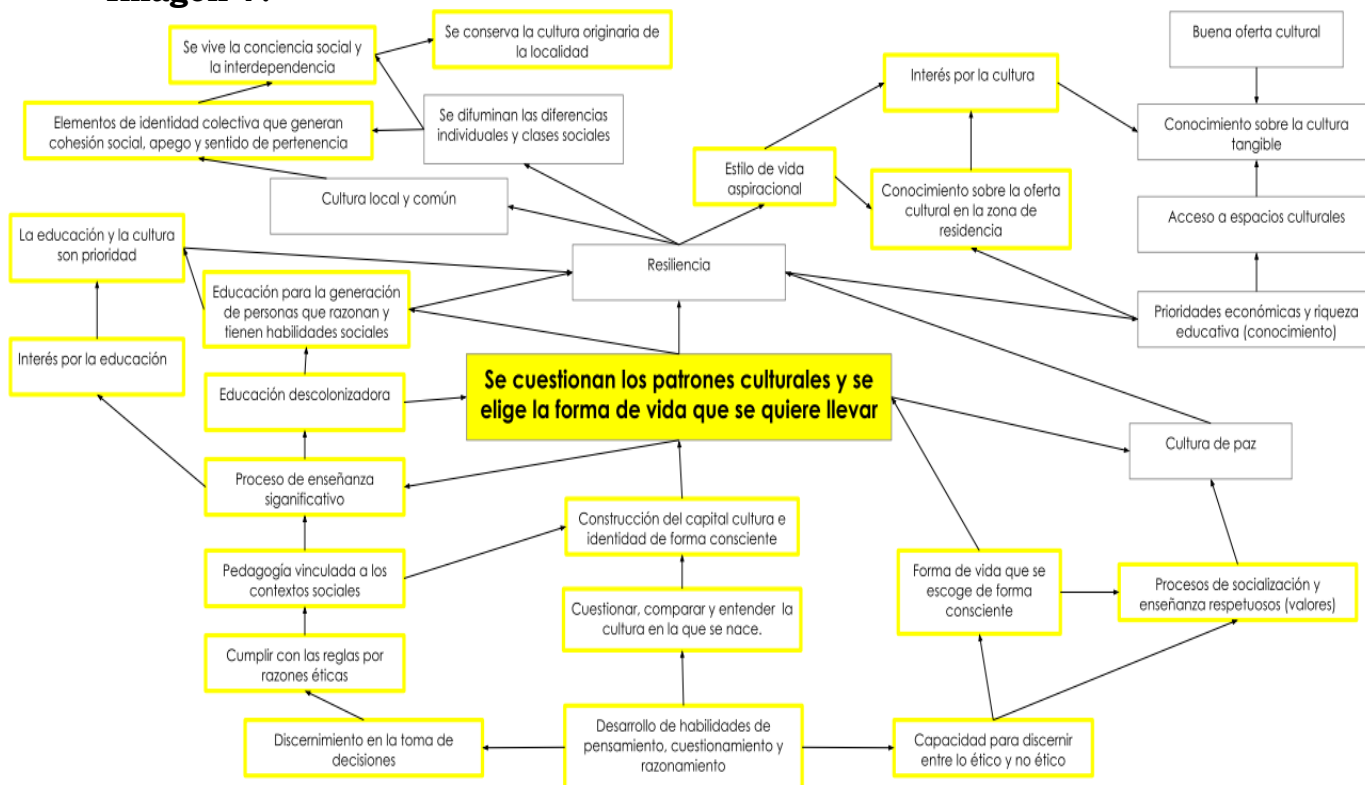 Se vive la conciencia social y
la interdependencia
Se conserva la cultura originaria de
la localidad
Buena oferta cultural
Interés por la cultura
Elementos de identidad colectiva que generan
cohesión social, apego y sentido de pertenencia
Se difuminan las diferencias
individuales y clases sociales
Conocimiento sobre la cultura
tangible
Estilo de vida
aspiracional
Cultura local y común
Conocimiento sobre la oferta
cultural en la zona de
residencia
Acceso a espacios culturales
La educación y la cultura
son prioridad
Resiliencia
Educación para la generación
de personas que razonan y
tienen habilidades sociales
Prioridades económicas y riqueza
educativa (conocimiento)
Interés por la educación
Se cuestionan los patrones culturales y se
elige la forma de vida que se quiere llevar
Educación descolonizadora
Cultura de paz
Proceso de enseñanza
siganificativo
Construcción del capital cultura e
identidad de forma consciente
Pedagogía vinculada a los
contextos sociales
Forma de vida que se
escoge de forma
consciente
Procesos de socialización y
enseñanza respetuosos (valores)
Cuestionar, comparar y entender la
cultura en la que se nace.
Cumplir con las reglas por
razones éticas
Discernimiento en la toma de
decisiones
Desarrollo de habilidades de
pensamiento, cuestionamiento y
razonamiento
Capacidad para discernir
entre lo ético y no ético